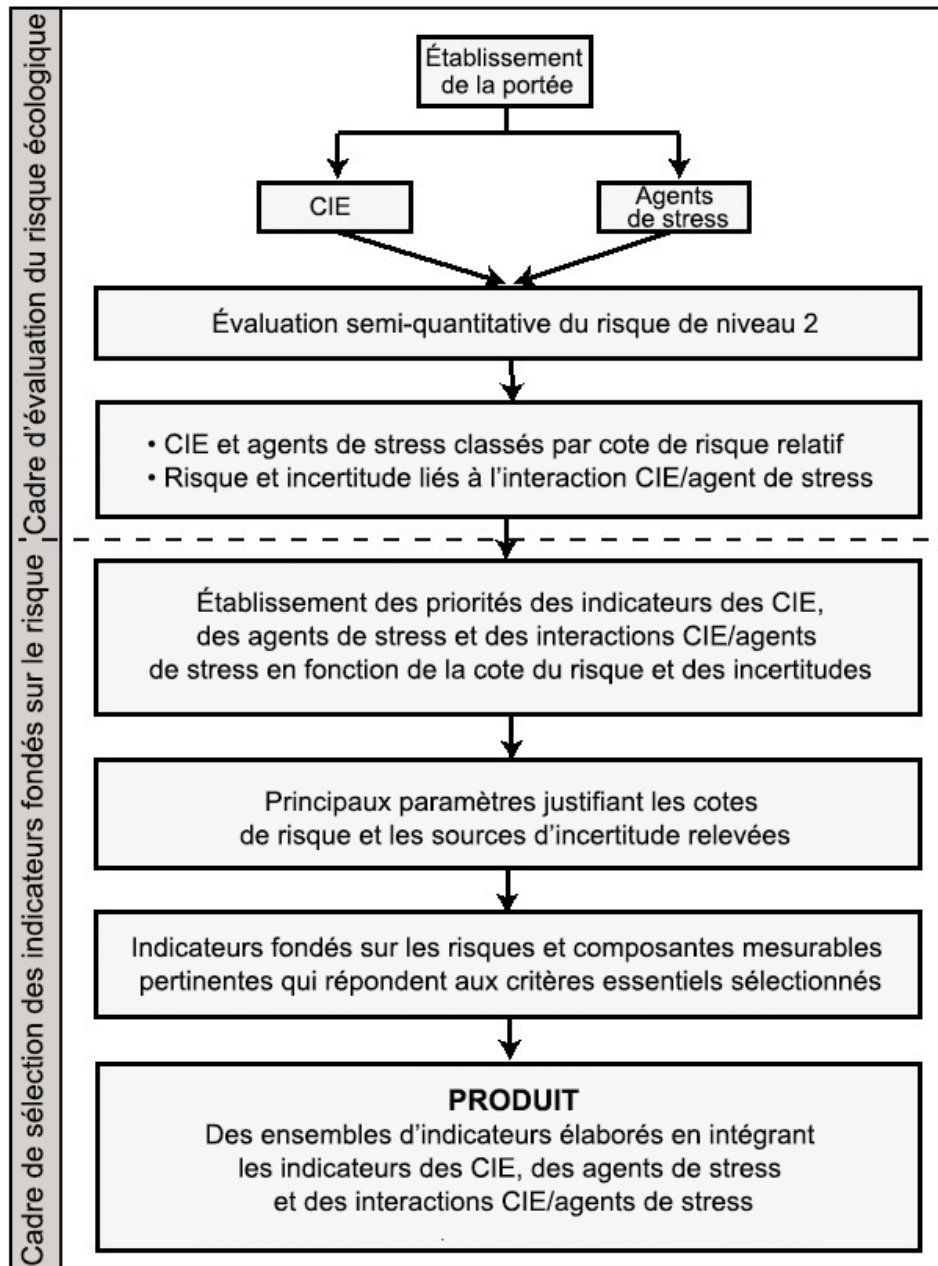 Cadre d'évaluation du risque écologique
Établissement
de la portée
CIE
Agents
de stress
Évaluation semi-quantitative du risque de niveau 2
• CIE et agents de stress classés par cote de risque relatif
• Risque et incertitude liés à l'interaction CIE/agent de stress
Cadre de sélection des indicateurs fondés sur le risque
Établissement des priorités des indicateurs des CIE,
des agents de stress et des interactions CIE/agents
de stress en fonction de la cote du risque et des incertitudes
Principaux paramètres justifiant les cotes
de risque et les sources d'incertitude relevées
Indicateurs fondés sur les risques et composantes mesurables
pertinentes qui répondent aux critères essentiels sélectionnés
PRODUIT
Des ensembles d'indicateurs élaborés en intégrant
les indicateurs des CIE, des agents de stress
et des interactions CIE/agents de stress